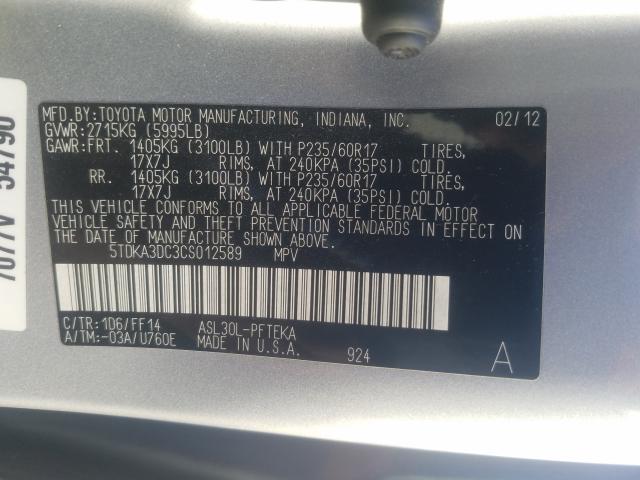 MFD.BY:TOYOTA MOTOR MANUFACTURING, INDIANA, INC. 02/12
GVWR:2715KG (5995LB)
GAWR:FRT. 1405KG (3100LB) WITH P235/60R17 TIRES,
17X7J RIMS, AT 240KPA (35PSI) COLD.
RR. 1405KG (3100LB) WITH P235/60R17 TIRES,
17X7J RIMS, AT 240KPA (35PSI) COLD.
THIS VEHICLE CONFORMS TO ALL APPLICABLE FEDERAL MOTOR
VEHICLE SAFETY AND THEFT PREVENTION STANDARDS IN EFFECT ON
THE DATE OF MANUFACTURE SHOWN ABOVE.
5TDKA3DC3CS012589 MPV
C/TR:1D6/FF14 ASL30L-PFTEKA
A/TM:-03A/U760E MADE IN U.S.A. 924
A